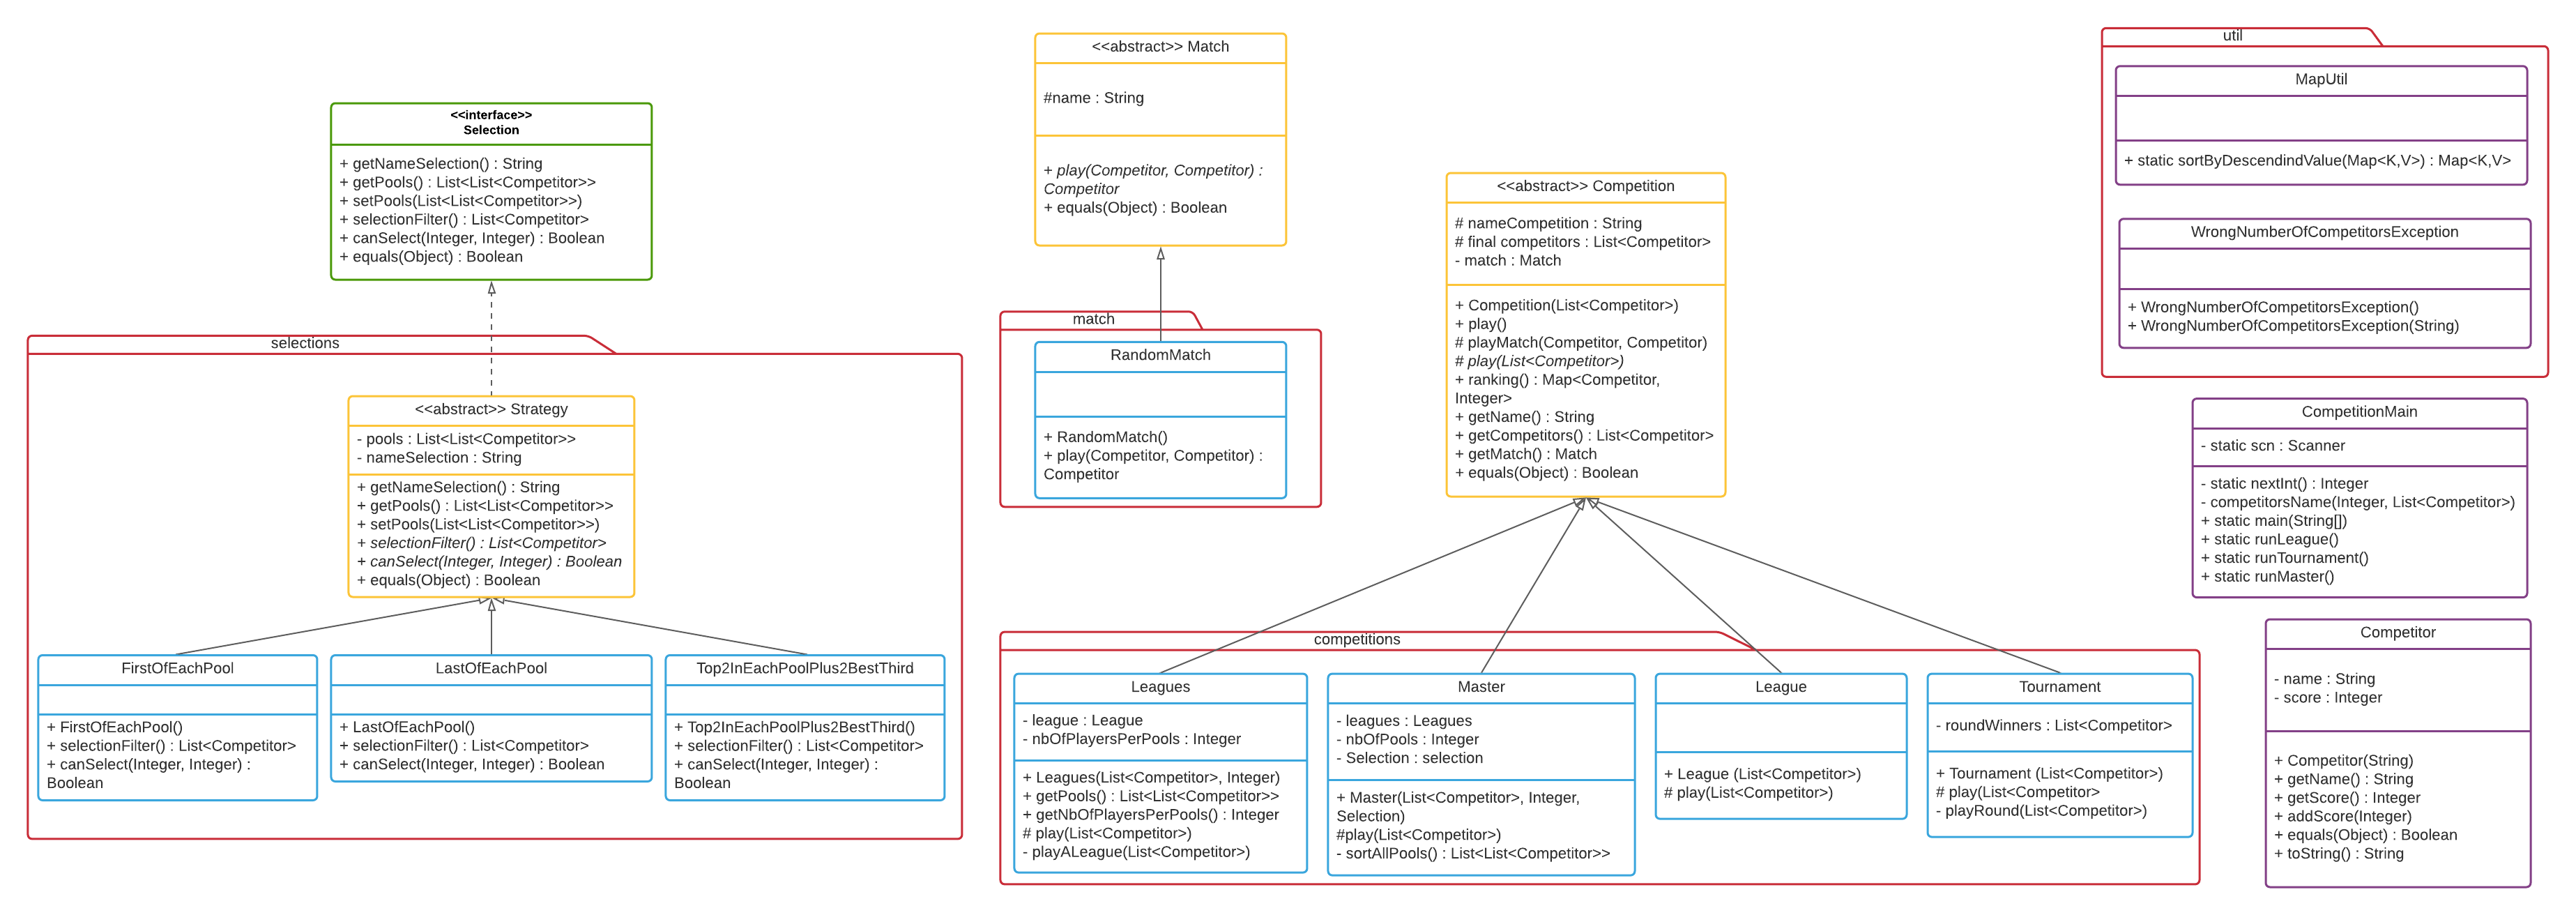 <<interface>>
Selection
+ getNameSelection() : String
+ getPools() : List<List<Competitor>>
+ setPools(List<List<Competitor>>)
+ selectionFilter() : List<Competitor>
+ canSelect(Integer, Integer) : Boolean
+ equals(Object) : Boolean
selections
<<abstract>> Strategy
- pools : List<List<Competitor>>
- nameSelection : String
+ getNameSelection() : String
+ getPools() : List<List<Competitor>>
+ setPools(List<List<Competitor>>)
+ selectionFilter() : List<Competitor>
+ canSelect(Integer, Integer) : Boolean
+ equals(Object) : Boolean
FirstOfEachPool
+ FirstOfEachPool()
+ selectionFilter() : List<Competitor>
+ canSelect(Integer, Integer) :
Boolean
LastOfEachPool
+ LastOfEachPool()
+ selectionFilter() : List<Competitor>
+ canSelect(Integer, Integer) : Boolean
Top2InEachPoolPlus2BestThird
+ Top2InEachPoolPlus2BestThird()
+ selectionFilter() : List<Competitor>
+ canSelect(Integer, Integer) :
Boolean
<<abstract>> Match
#name : String
+ play(Competitor, Competitor) :
Competitor
+ equals(Object) : Boolean
match
RandomMatch
+ RandomMatch()
+ play(Competitor, Competitor) :
Competitor
<<abstract>> Competition
# nameCompetition : String
# final competitors : List<Competitor>
- match : Match
+ Competition(List<Competitor>)
+ play()
# playMatch(Competitor, Competitor)
# play(List<Competitor>)
+ ranking() : Map<Competitor,
Integer>
+ getName() : String
+ getCompetitors() : List<Competitor>
+ getMatch() : Match
+ equals(Object) : Boolean
competitions
Leagues
- league : League
- nbOfPlayersPerPools : Integer
+ Leagues(List<Competitor>, Integer)
+ getPools() : List<List<Competitor>>
+ getNbOfPlayersPerPools() : Integer
# play(List<Competitor>)
- playALeague(List<Competitor>)
Master
- leagues : Leagues
- nbOfPools : Integer
- Selection : selection
+ Master(List<Competitor>, Integer,
Selection)
#play(List<Competitor>)
- sortAllPools() : List<List<Competitor>>
League
+ League (List<Competitor>)
# play(List<Competitor>)
Tournament
- roundWinners : List<Competitor>
+ Tournament (List<Competitor>)
# play(List<Competitor>
- playRound(List<Competitor>)
util
MapUtil
+ static sortByDescendindValue(Map<K,V>) : Map<K,V>
WrongNumberOfCompetitorsException
+ WrongNumberOfCompetitorsException()
+ WrongNumberOfCompetitorsException(String)
CompetitionMain
- static scn : Scanner
- static nextInt() : Integer
- competitorsName(Integer, List<Competitor>)
+ static main(String[])
+ static runLeague()
+ static runTournament()
+ static runMaster()
Competitor
- name : String
- score : Integer
+ Competitor(String)
+ getName() : String
+ getScore() : Integer
+ addScore(Integer)
+ equals(Object) : Boolean
+ toString() : String